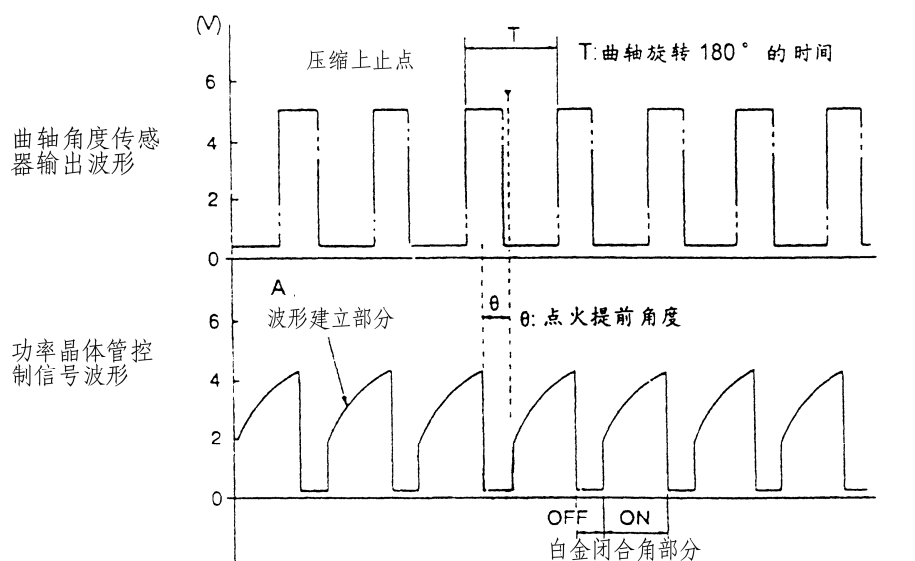 (V)
T
压缩上止点
T:曲轴旋转 180° 的时间
6
4
2
0
曲轴角度传感
器输出波形
A
波形建立部分
θ
θ: 点火提前角度
6
4
2
0
功率晶体管控
制信号波形
OFF
ON
白金闭合角部分